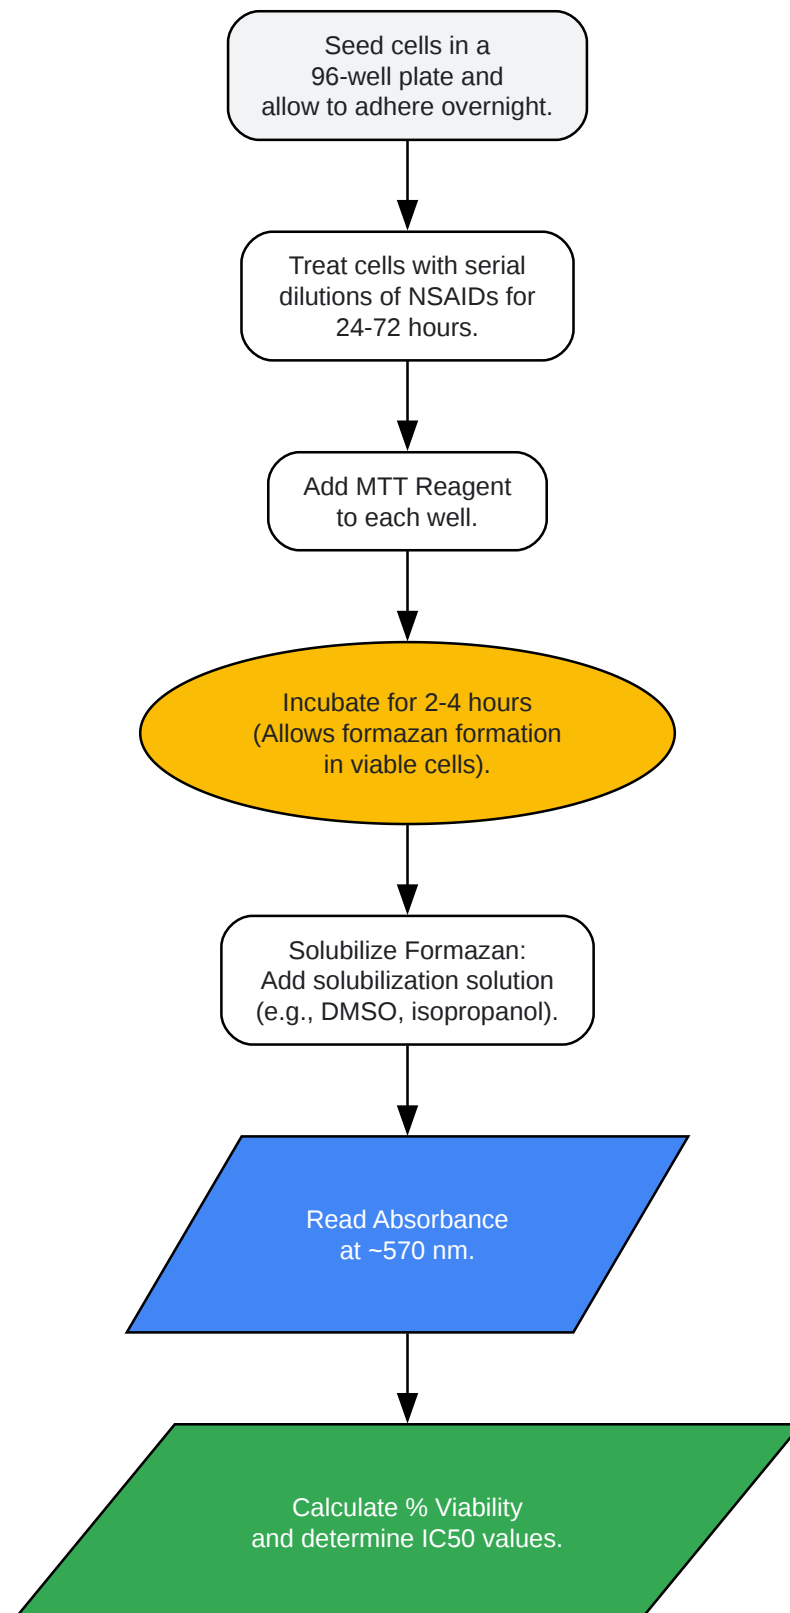 Seed cells in a
96-well plate and
allow to adhere overnight.
Treat cells with serial
dilutions of NSAIDs for
24-72 hours.
Add MTT Reagent
to each well.
Incubate for 2-4 hours
(Allows formazan formation
in viable cells).
Solubilize Formazan:
Add solubilization solution
(e.g., DMSO, isopropanol).
Read Absorbance
at ~570 nm.
Calculate % Viability
and determine IC50 values.